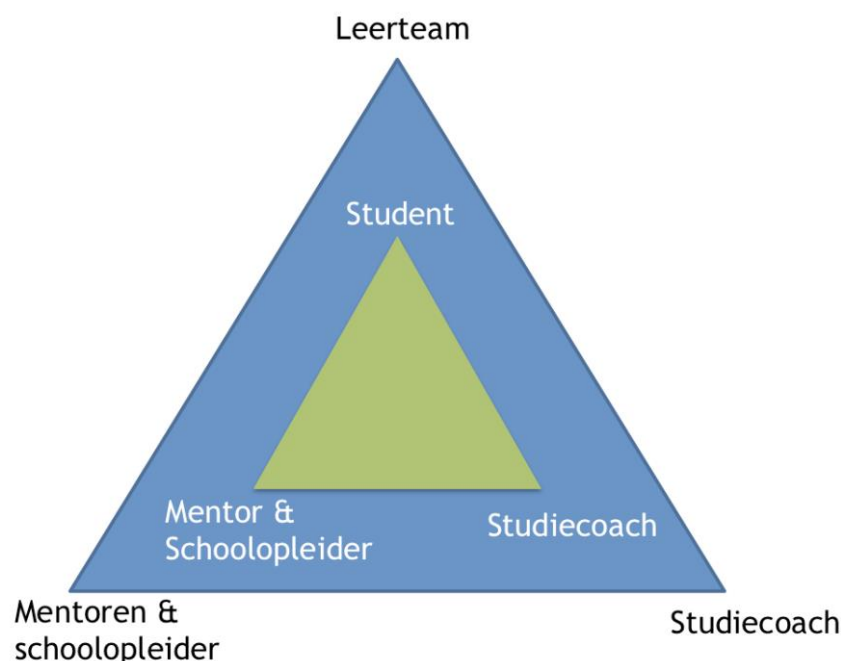 Leerteam
Student
Mentor &
Schoolopleider
Studiecoach
Mentoren &
schoolopleider
Studiecoach